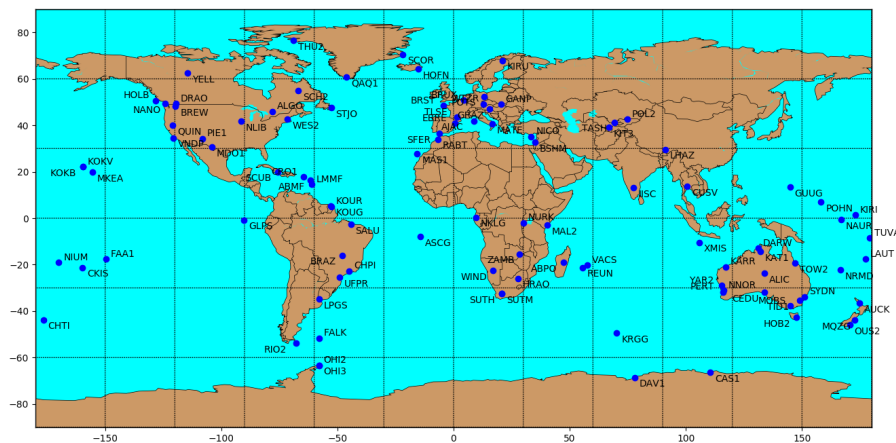 80
60
40
20
0
−20
−40
−60
−80
−150
−100
−50
0
50
100
150
THU2
SCOR
HOFN
KIRU
YELL
QAQ1
SCH2
HOLB
DRAO
NANO
BREW
ALGO
STJO
WES2
NLIB
QUIN
PIE1
VNDP
MDO1
BRUX
BRST
GANP
TLSE
EBRE
GRAZ
AJAC
MATE
SFER
RABT
MAS1
NICO
BSHM
TASH
KIT3
POL2
LHAZ
KOKV
KOKB
MKEA
SCUB
RO1
ABMF
LMMF
KOUR
KOUG
SALU
GLPS
BRAZ
CHPI
UFPR
LPGS
FALK
RIO2
OHI2
OHI3
NIUM
FAA1
CKIS
CHTI
ASCG
NKLG
NURK
MAL2
ZAMB
ABPO
VACS
REUN
WIND
HRAO
SUTH
SUTM
KRGG
DAV1
CAS1
IISC
CUSV
GUUG
POHN
KIRI
NAUR
TUVA
XMIS
DARW
KAT1
KARR
TOW2
LAUT
NRMD
ALIC
YAR2
NNOR
PERT
CEDU
MOBS
TID1
SYDN
HOB2
AUCK
MQZG
OUS2